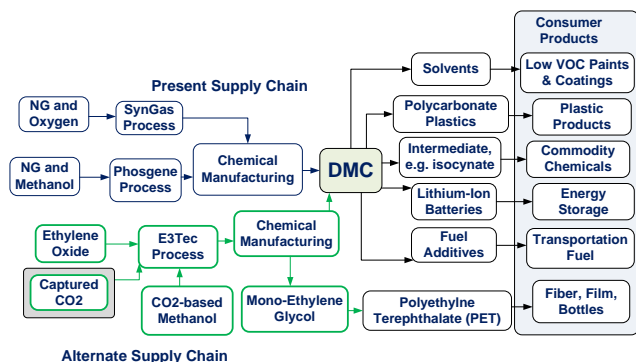 Consumer
Products
Present Supply Chain
Solvents
Low VOC Paints
& Coatings
NG and
Oxygen
SynGas
Process
Polycarbonate
Plastics
Plastic
Products
NG and
Methanol
Phosgene
Process
Chemical
Manufacturing
DMC
Intermediate,
e.g. isocynate
Commodity
Chemicals
Lithium-Ion
Batteries
Energy
Storage
Ethylene
Oxide
E3Tec
Process
Chemical
Manufacturing
Fuel
Additives
Transportation
Fuel
Captured
CO2
CO2-based
Methanol
Mono-Ethylene
Glycol
Polyethylne
Terephthalate (PET)
Fiber, Film,
Bottles
Alternate Supply Chain